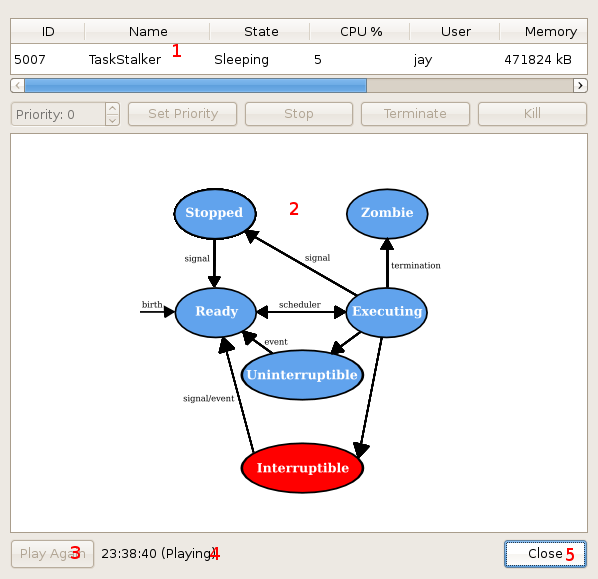 ID Name State CPU % User Memory
5007 TaskStalker Sleeping 5 jay 471824 kB
1
Priority: 0 Set Priority Stop Terminate Kill
2
Stopped Zombie
signal signal termination
birth Ready scheduler Executing
event
Uninterruptible
signal/event
Interruptible
Play Again 3 23:38:40 (Playing) 4 Close 5